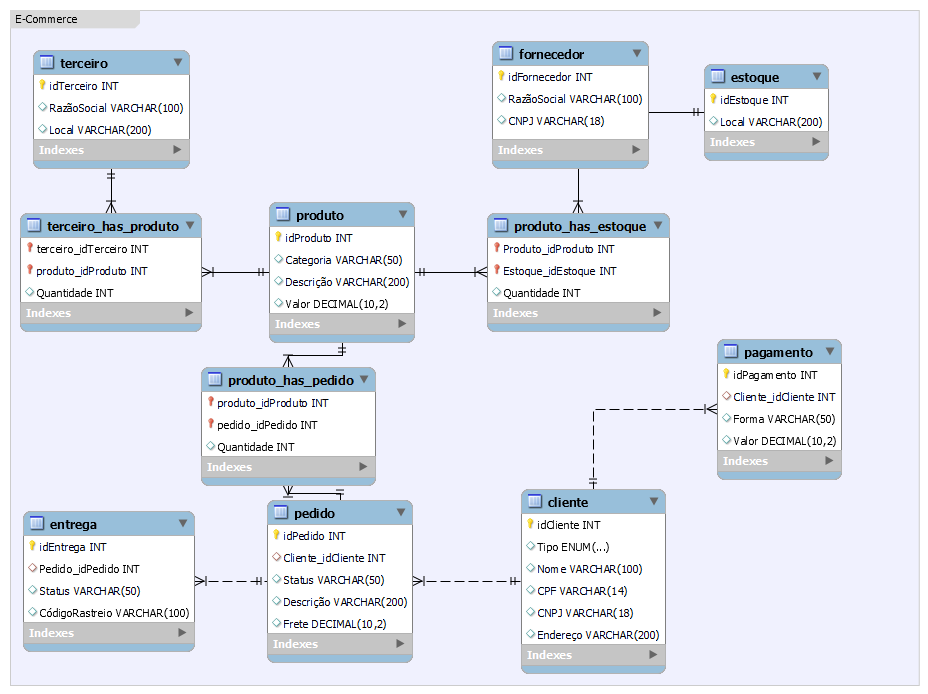 E-Commerce
terceiro
idTerceiro INT
RazãoSocial VARCHAR(100)
Local VARCHAR(200)
Indexes
fornecedor
idFornecedor INT
RazãoSocial VARCHAR(100)
CNPJ VARCHAR(18)
Indexes
estoque
idEstoque INT
Local VARCHAR(200)
Indexes
terceiro_has_produto
terceiro_idTerceiro INT
produto_idProduto INT
Quantidade INT
Indexes
produto
idProduto INT
Categoria VARCHAR(50)
Descrição VARCHAR(200)
Valor DECIMAL(10,2)
Indexes
produto_has_estoque
Produto_idProduto INT
Estoque_idEstoque INT
Quantidade INT
Indexes
produto_has_pedido
produto_idProduto INT
pedido_idPedido INT
Quantidade INT
Indexes
pagamento
idPagamento INT
Cliente_idCliente INT
Forma VARCHAR(50)
Valor DECIMAL(10,2)
Indexes
entrega
idEntrega INT
Pedido_idPedido INT
Status VARCHAR(50)
CódigoRastreio VARCHAR(100)
Indexes
pedido
idPedido INT
Cliente_idCliente INT
Status VARCHAR(50)
Descrição VARCHAR(200)
Frete DECIMAL(10,2)
Indexes
cliente
idCliente INT
Tipo ENUM(...)
Nome VARCHAR(100)
CPF VARCHAR(14)
CNPJ VARCHAR(18)
Endereço VARCHAR(200)
Indexes